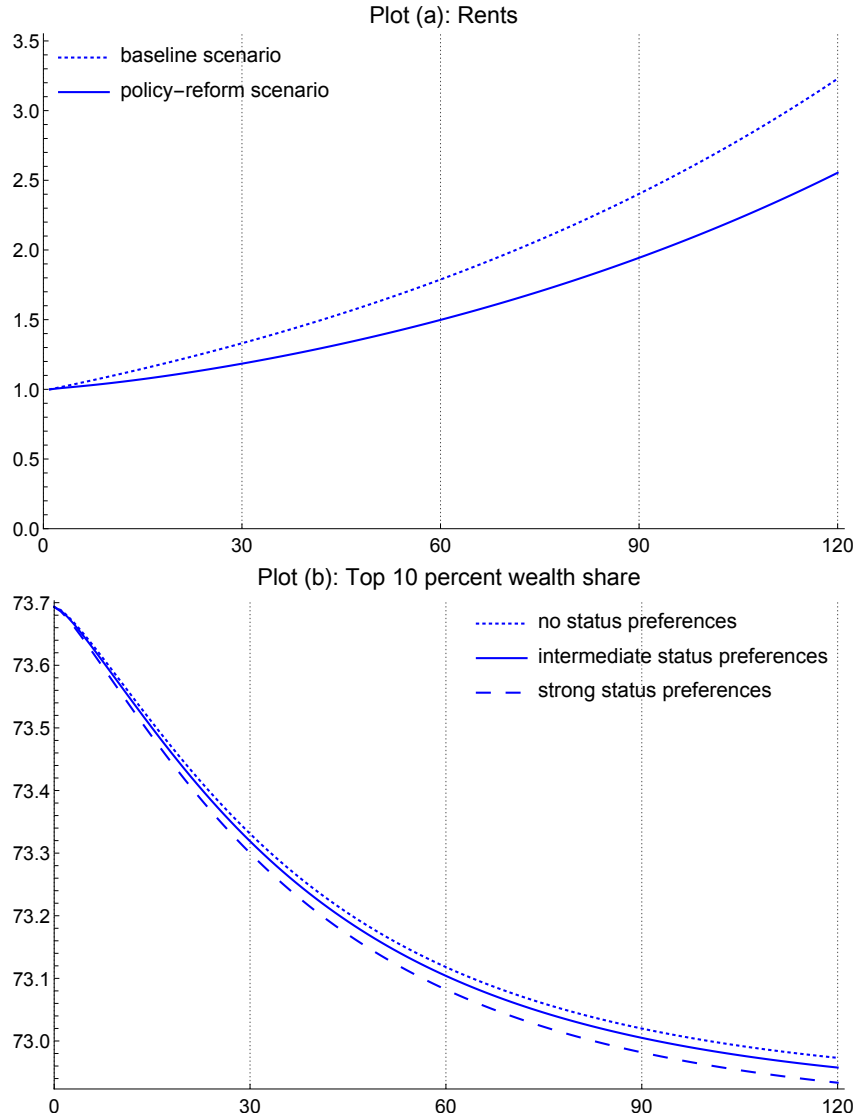 Plot (a): Rents
baseline scenario
policy−reform scenario
3.5
3.0
2.5
2.0
1.5
1.0
0.5
0.0
0 30 60 90 120
Plot (b): Top 10 percent wealth share
no status preferences
intermediate status preferences
strong status preferences
73.7
73.6
73.5
73.4
73.3
73.2
73.1
73.0
0 30 60 90 120